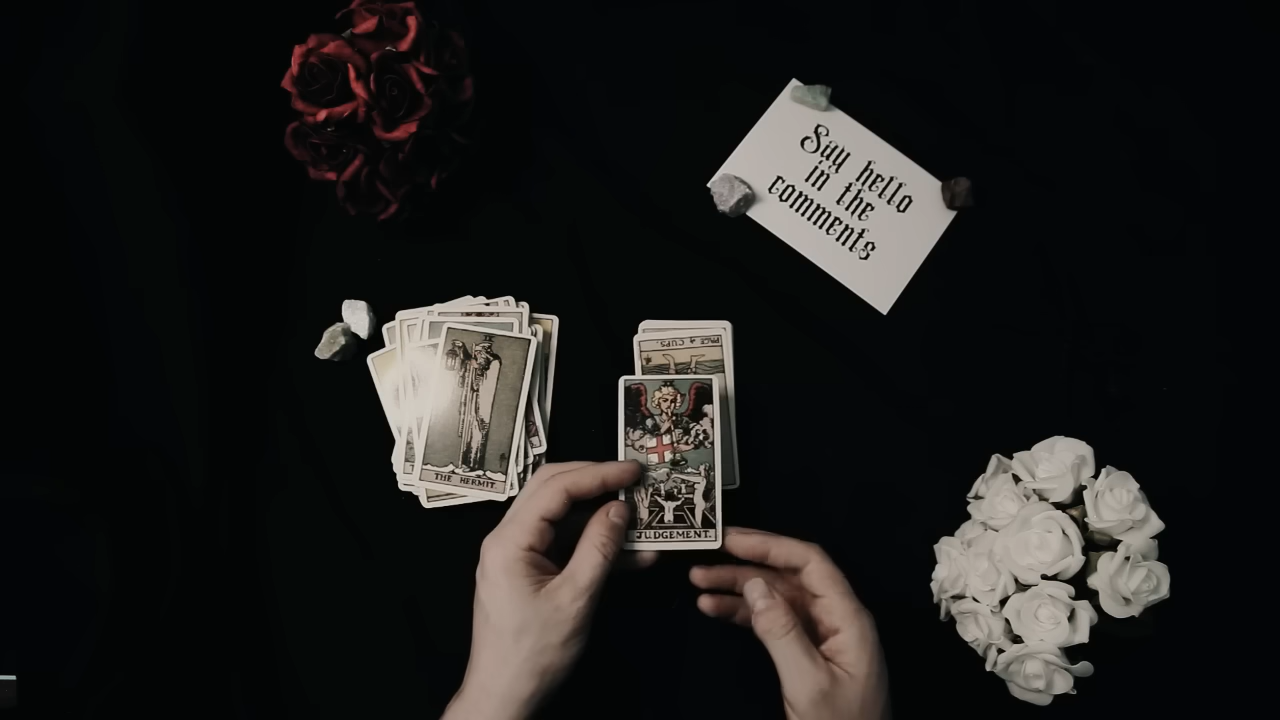 Say hello
in the
comments
PAGE of CUPS.
THE HERMIT.
JUDGEMENT.